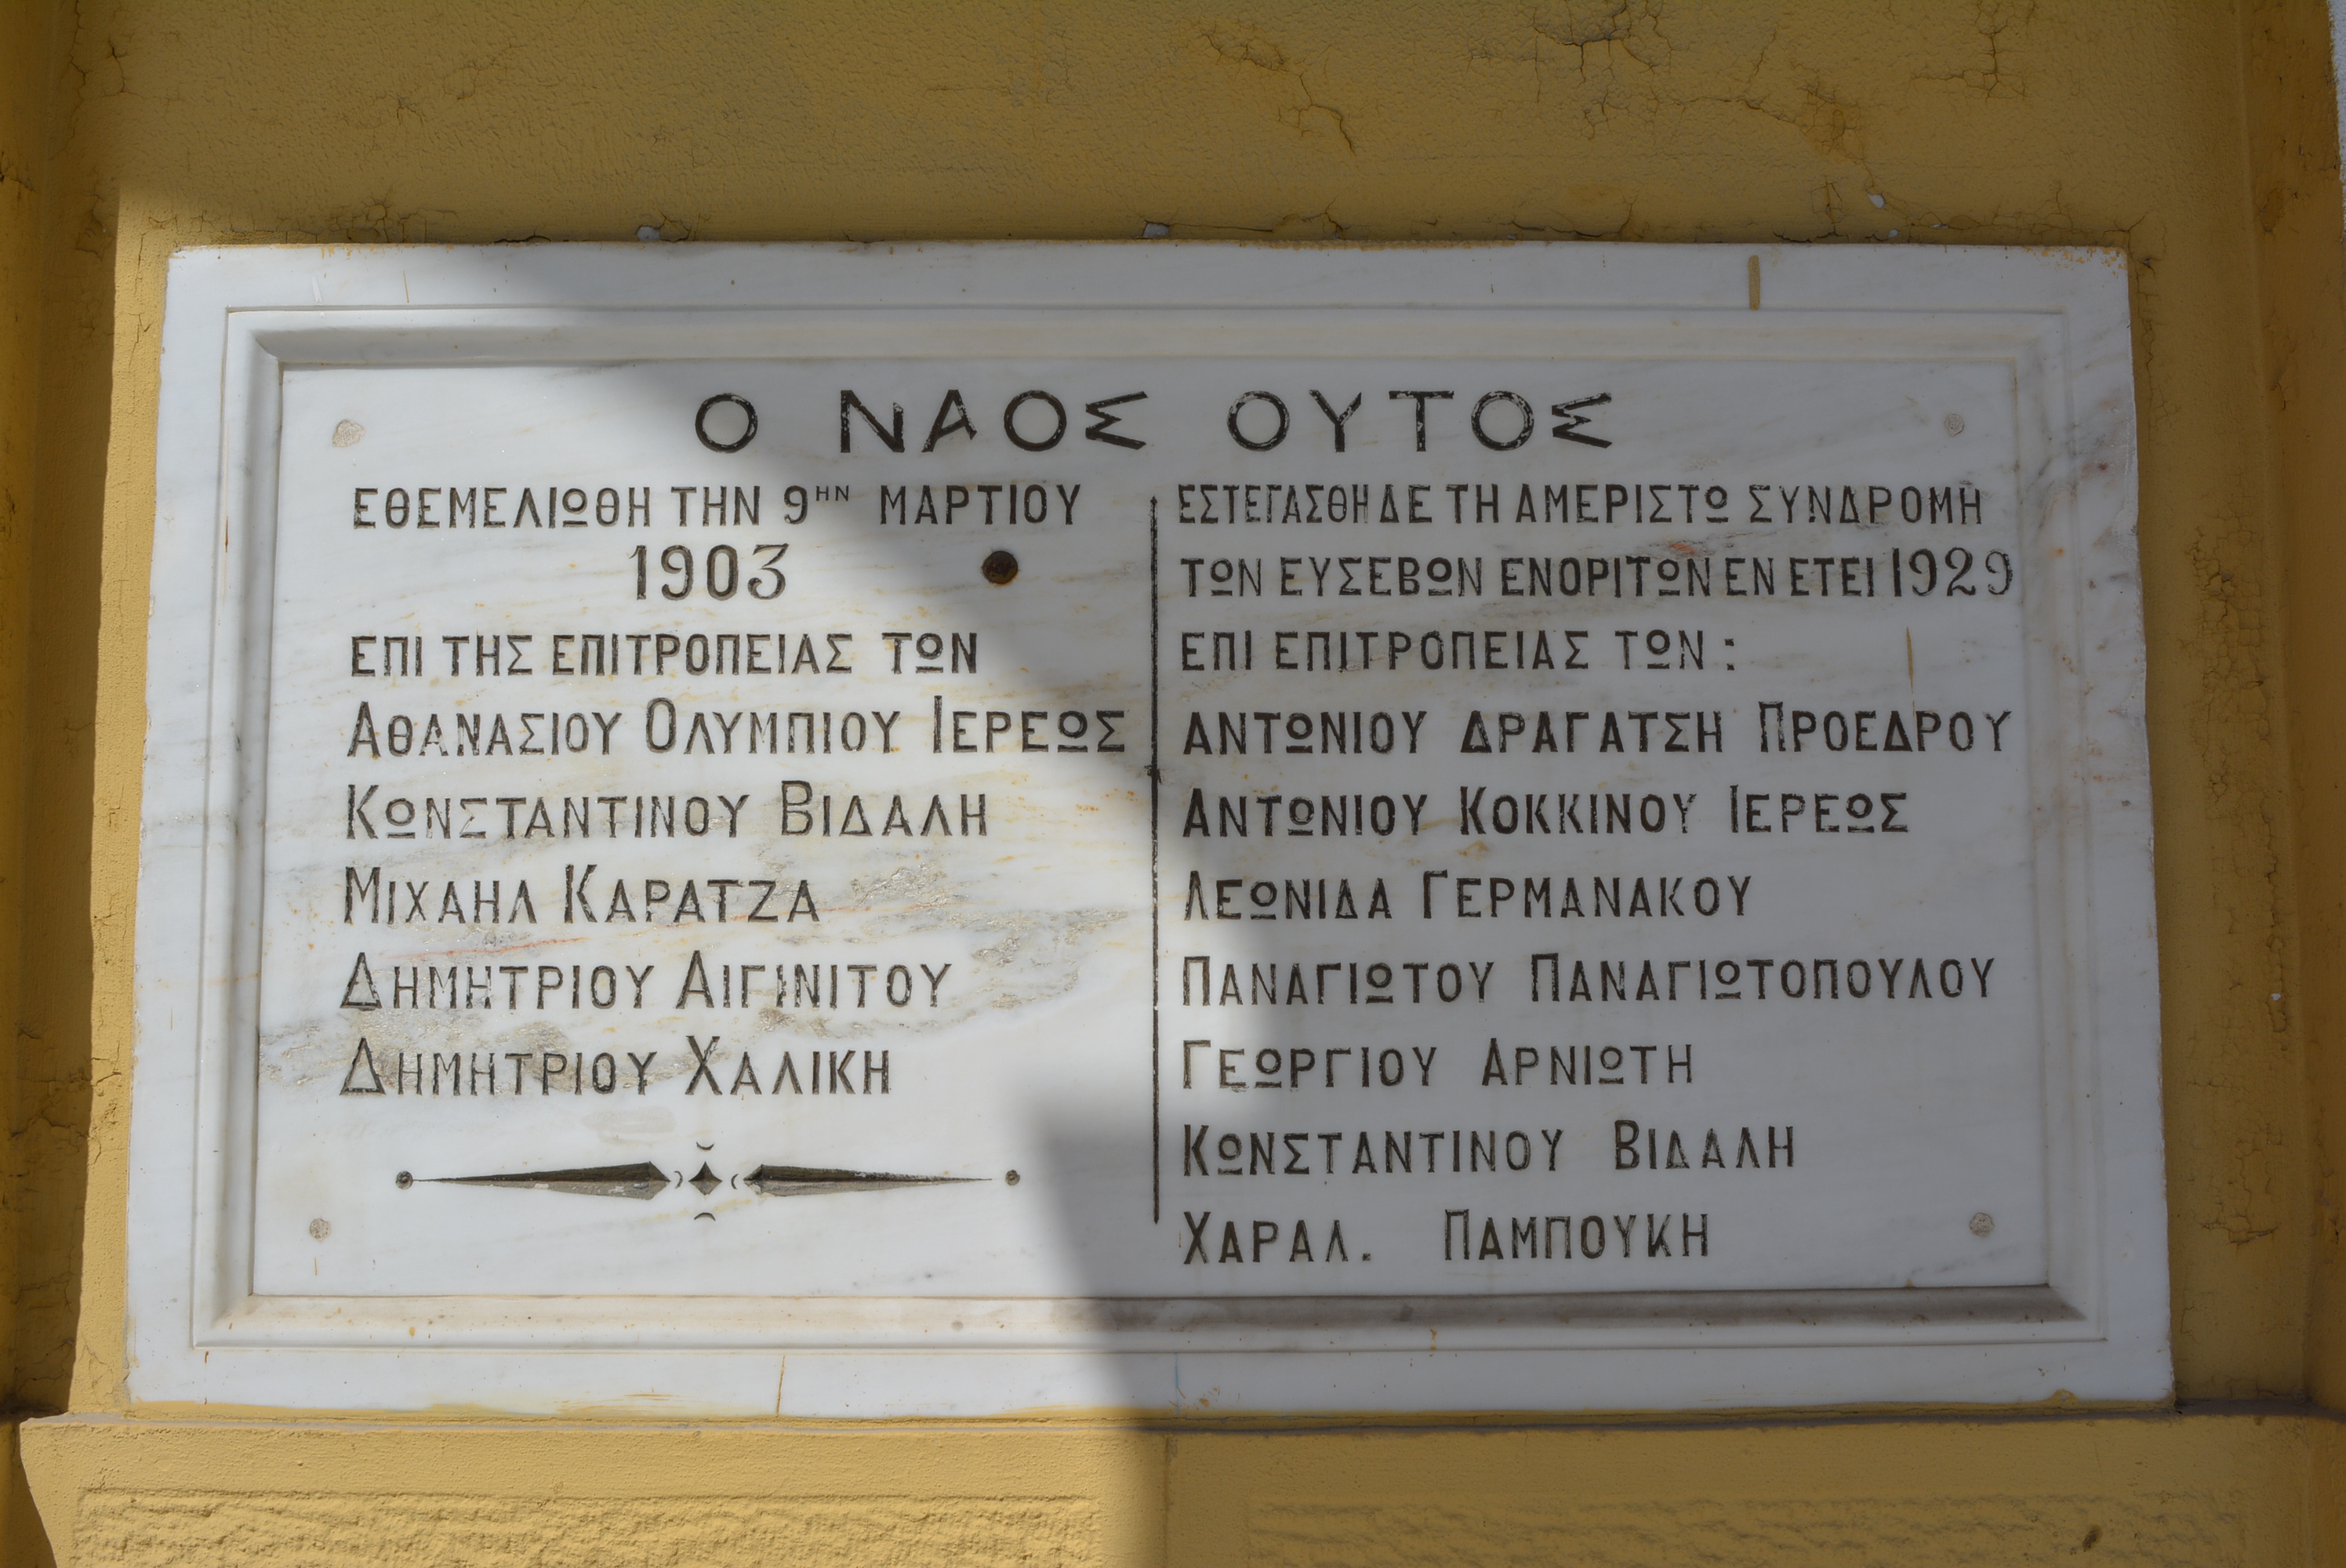 Ο ΝΑΟΣ ΟΥΤΟΣ
ΕΘΕΜΕΛΙΩΘΗ ΤΗΝ 9ΗΝ ΜΑΡΤΙΟΥ
1903
ΕΠΙ ΤΗΣ ΕΠΙΤΡΟΠΕΙΑΣ ΤΩΝ
ΑΘΑΝΑΣΙΟΥ ΟΛΥΜΠΙΟΥ ΙΕΡΕΩΣ
ΚΩΝΣΤΑΝΤΙΝΟΥ ΒΙΔΑΛΗ
ΜΙΧΑΗΛ ΚΑΡΑΤΖΑ
ΔΗΜΗΤΡΙΟΥ ΑΙΓΙΝΙΤΟΥ
ΔΗΜΗΤΡΙΟΥ ΧΑΛΙΚΗ
ΕΣΤΕΓΑΣΘΗ ΔΕ ΤΗ ΑΜΕΡΙΣΤΩ ΣΥΝΔΡΟΜΗ
ΤΩΝ ΕΥΣΕΒΩΝ ΕΝΟΡΙΤΩΝ ΕΝ ΕΤΕΙ 1929
ΕΠΙ ΕΠΙΤΡΟΠΕΙΑΣ ΤΩΝ :
ΑΝΤΩΝΙΟΥ ΔΡΑΓΑΤΣΗ ΠΡΟΕΔΡΟΥ
ΑΝΤΩΝΙΟΥ ΚΟΚΚΙΝΟΥ ΙΕΡΕΩΣ
ΛΕΩΝΙΔΑ ΓΕΡΜΑΝΑΚΟΥ
ΠΑΝΑΓΙΩΤΟΥ ΠΑΝΑΓΙΩΤΟΠΟΥΛΟΥ
ΓΕΩΡΓΙΟΥ ΑΡΝΙΩΤΗ
ΚΩΝΣΤΑΝΤΙΝΟΥ ΒΙΔΑΛΗ
ΧΑΡΑΛ. ΠΑΜΠΟΥΚΗ